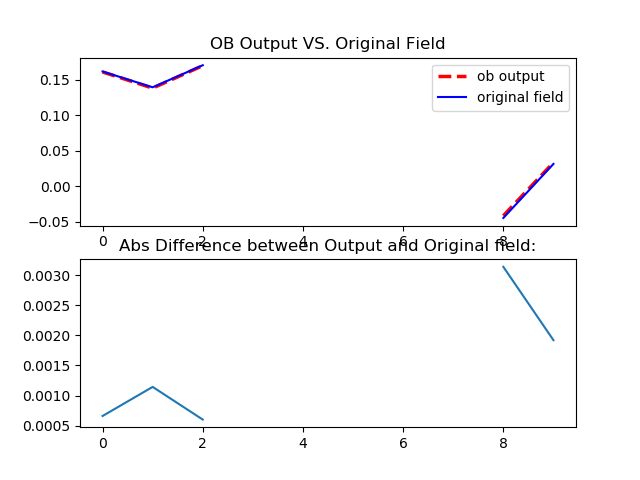 OB Output VS. Original Field
0.15
0.10
0.05
0.00
−0.05
ob output
original field
0 2 4 6 8
Abs Difference between Output and Original field:
0.0030
0.0025
0.0020
0.0015
0.0010
0.0005
0 2 4 6 8